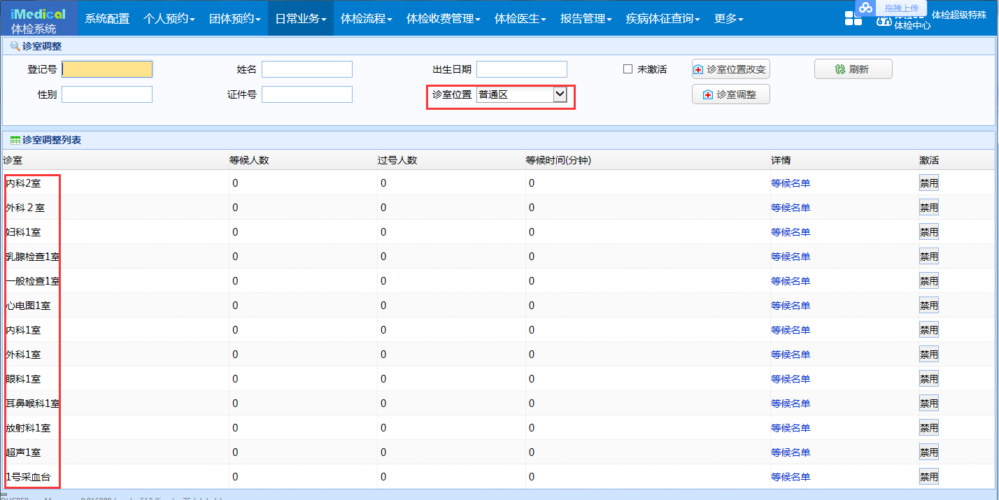 iMedical
体检系统
系统配置 个人预约 团体预约 日常业务 体检流程 体检收费管理 体检医生 报告管理 疾病体征查询 更多
拖拽上传
体检超级特殊
体检中心
诊室调整
登记号 姓名 出生日期 未激活 诊室位置改变 刷新
性别 证件号 诊室位置 普通区 诊室调整
诊室调整列表
诊室 等候人数 过号人数 等候时间(分钟) 详情 激活
内科2室 0 0 0 等候名单 禁用
外科２室 0 0 0 等候名单 禁用
妇科1室 0 0 0 等候名单 禁用
乳腺检查1室 0 0 0 等候名单 禁用
一般检查1室 0 0 0 等候名单 禁用
心电图1室 0 0 0 等候名单 禁用
内科1室 0 0 0 等候名单 禁用
外科1室 0 0 0 等候名单 禁用
眼科1室 0 0 0 等候名单 禁用
耳鼻喉科1室 0 0 0 等候名单 禁用
放射科1室 0 0 0 等候名单 禁用
超声1室 0 0 0 等候名单 禁用
1号采血台 0 0 0 等候名单 禁用